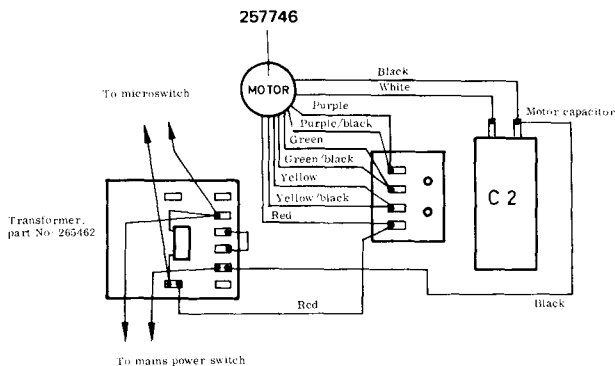 257746
Black
MOTOR
White
To microswitch
Purple
Motor capacitor
Purple/black
Green
Green/black
C 2
Yellow
Transformer,
part No: 265462
Yellow/black
Red
Red
Black
To mains power switch